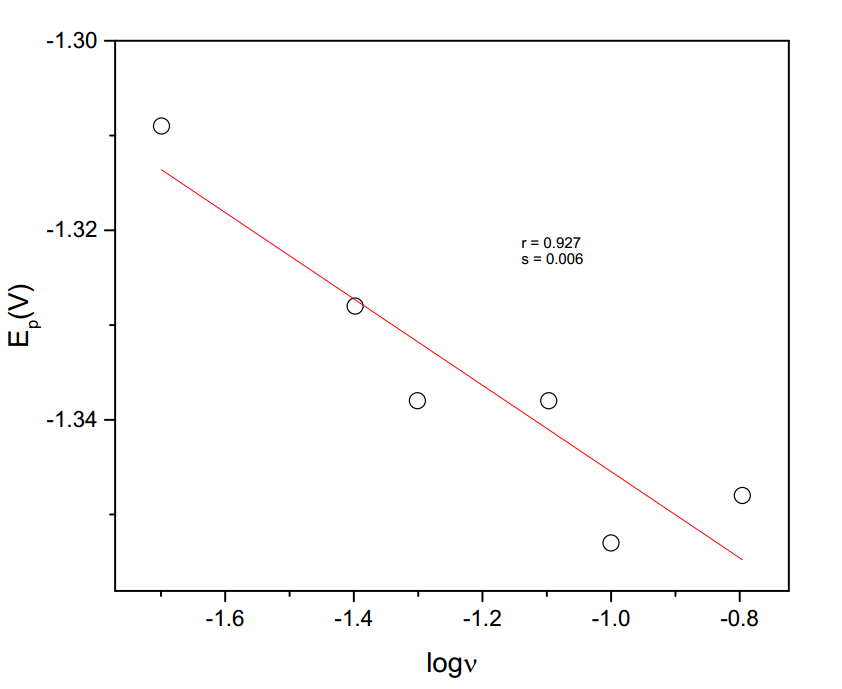 -1.30
-1.32
-1.34
E_p(V)
r = 0.927
s = 0.006
-1.6 -1.4 -1.2 -1.0 -0.8
logν